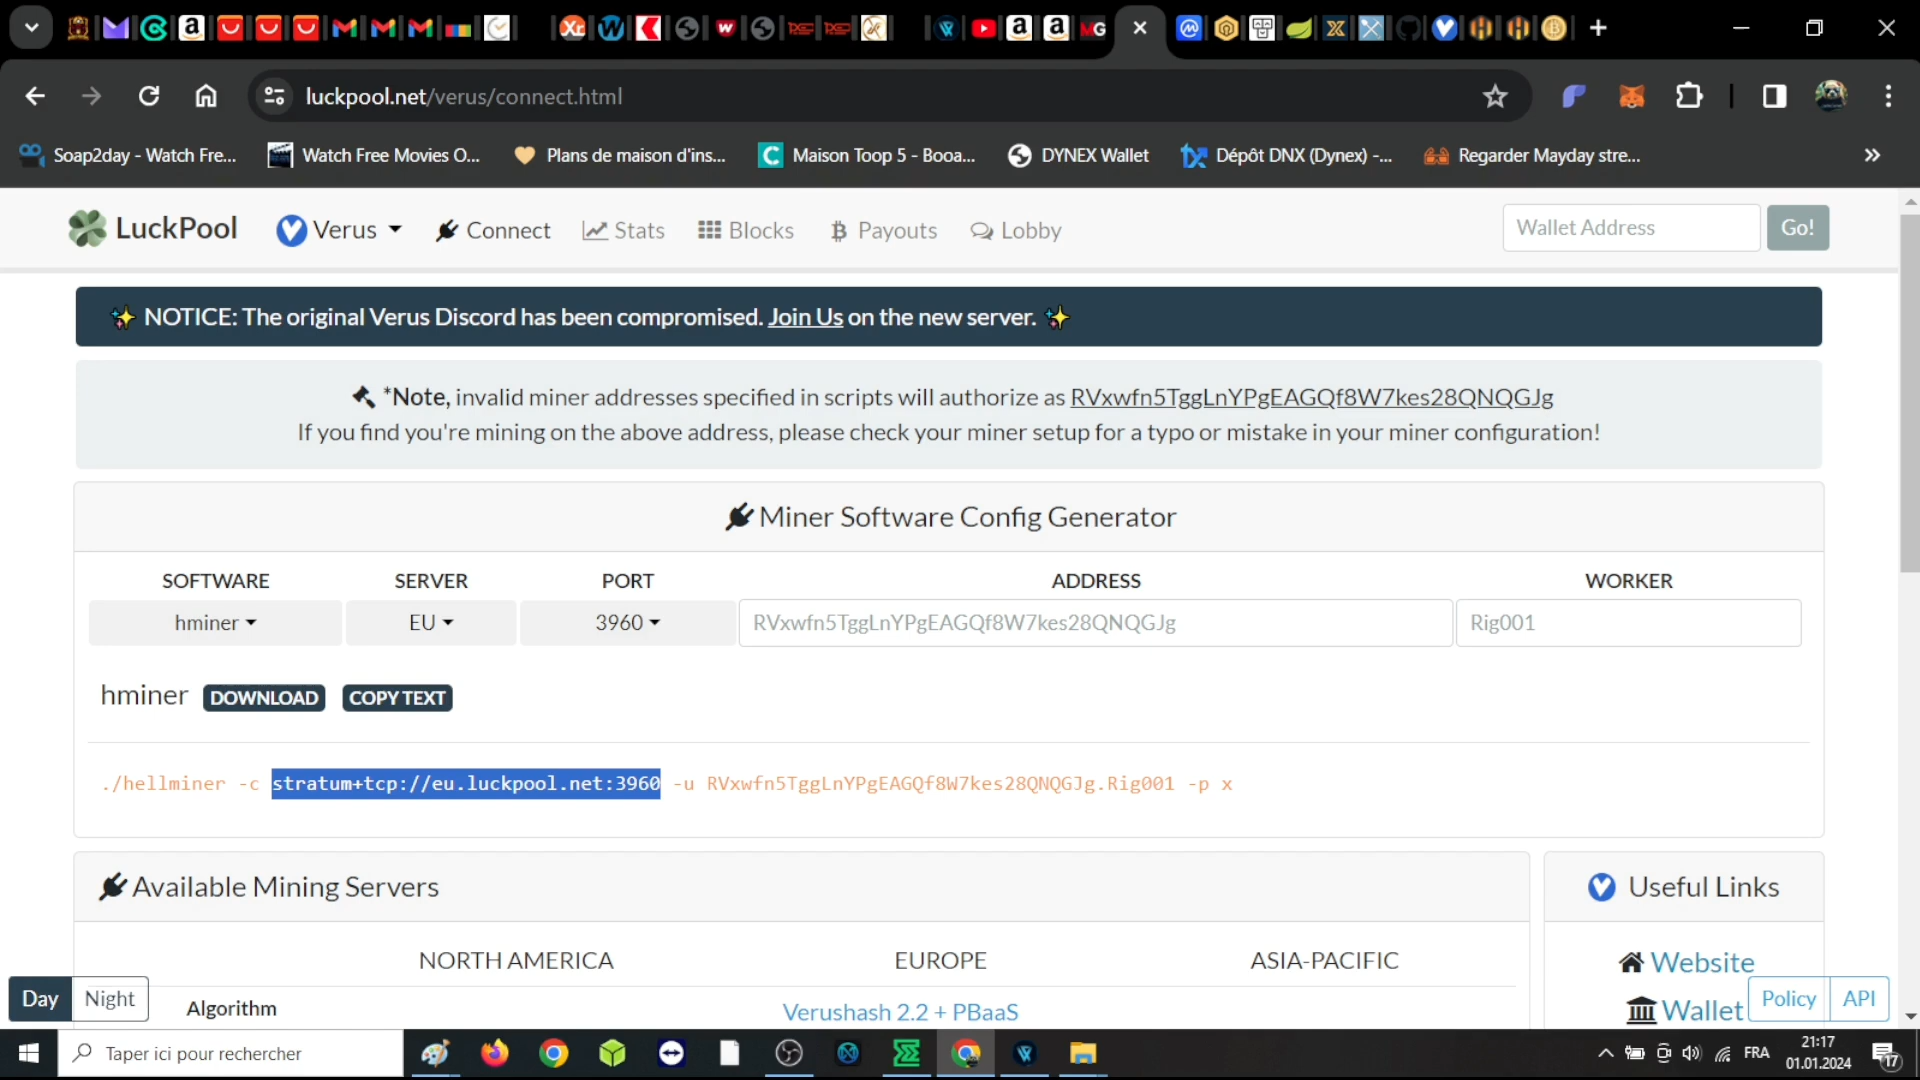 luckpool.net/verus/connect.html
Soap2day - Watch Fre...
Watch Free Movies O...
Plans de maison d'ins...
Maison Toop 5 - Booa...
DYNEX Wallet
Dépôt DNX (Dynex) -...
Regarder Mayday stre...
LuckPool
Verus
Connect
Stats
Blocks
Payouts
Lobby
Wallet Address
Go!
NOTICE: The original Verus Discord has been compromised. Join Us on the new server.
*Note, invalid miner addresses specified in scripts will authorize as RVxwfn5TggLnYPgEAGQf8W7kes28QNQGJg
If you find you're mining on the above address, please check your miner setup for a typo or mistake in your miner configuration!
Miner Software Config Generator
SOFTWARE SERVER PORT ADDRESS WORKER
hminer EU 3960 RVxwfn5TggLnYPgEAGQf8W7kes28QNQGJg Rig001
hminer DOWNLOAD COPY TEXT
./hellminer -c stratum+tcp://eu.luckpool.net:3960 -u RVxwfn5TggLnYPgEAGQf8W7kes28QNQGJg.Rig001 -p x
Available Mining Servers
Useful Links
NORTH AMERICA EUROPE ASIA-PACIFIC
Website
Day Night
Algorithm
Verushash 2.2 + PBaaS
Wallet
Policy API
Taper ici pour rechercher
FRA
21:17
01.01.2024
17